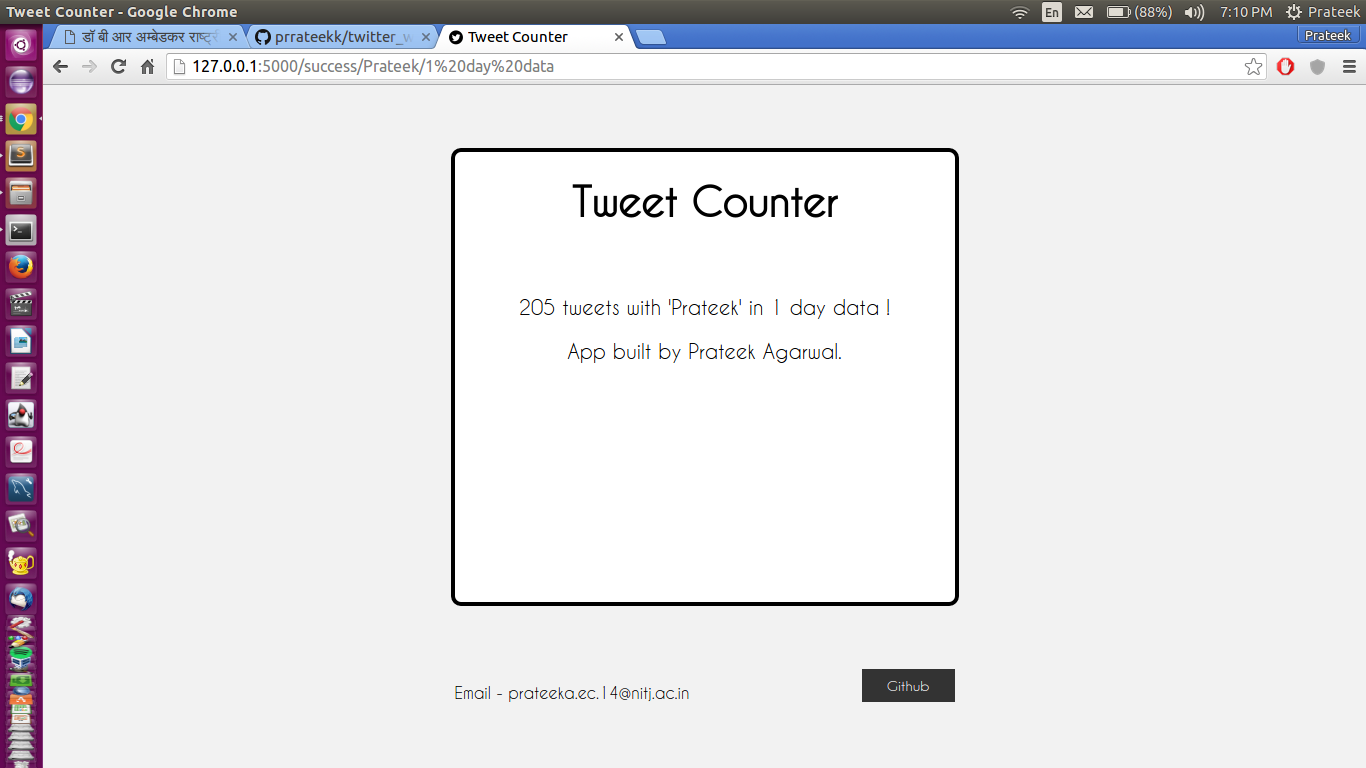 Tweet Counter - Google Chrome
En
(88%)
7:10 PM
Prateek
डॉ बी आर अम्बेडकर
prrateekk/twitter_w
Tweet Counter
Prateek
127.0.0.1:5000/success/Prateek/1%20day%20data
Tweet Counter
205 tweets with 'Prateek' in 1 day data !
App built by Prateek Agarwal.
Email - prateeka.ec.14@nitj.ac.in
Github